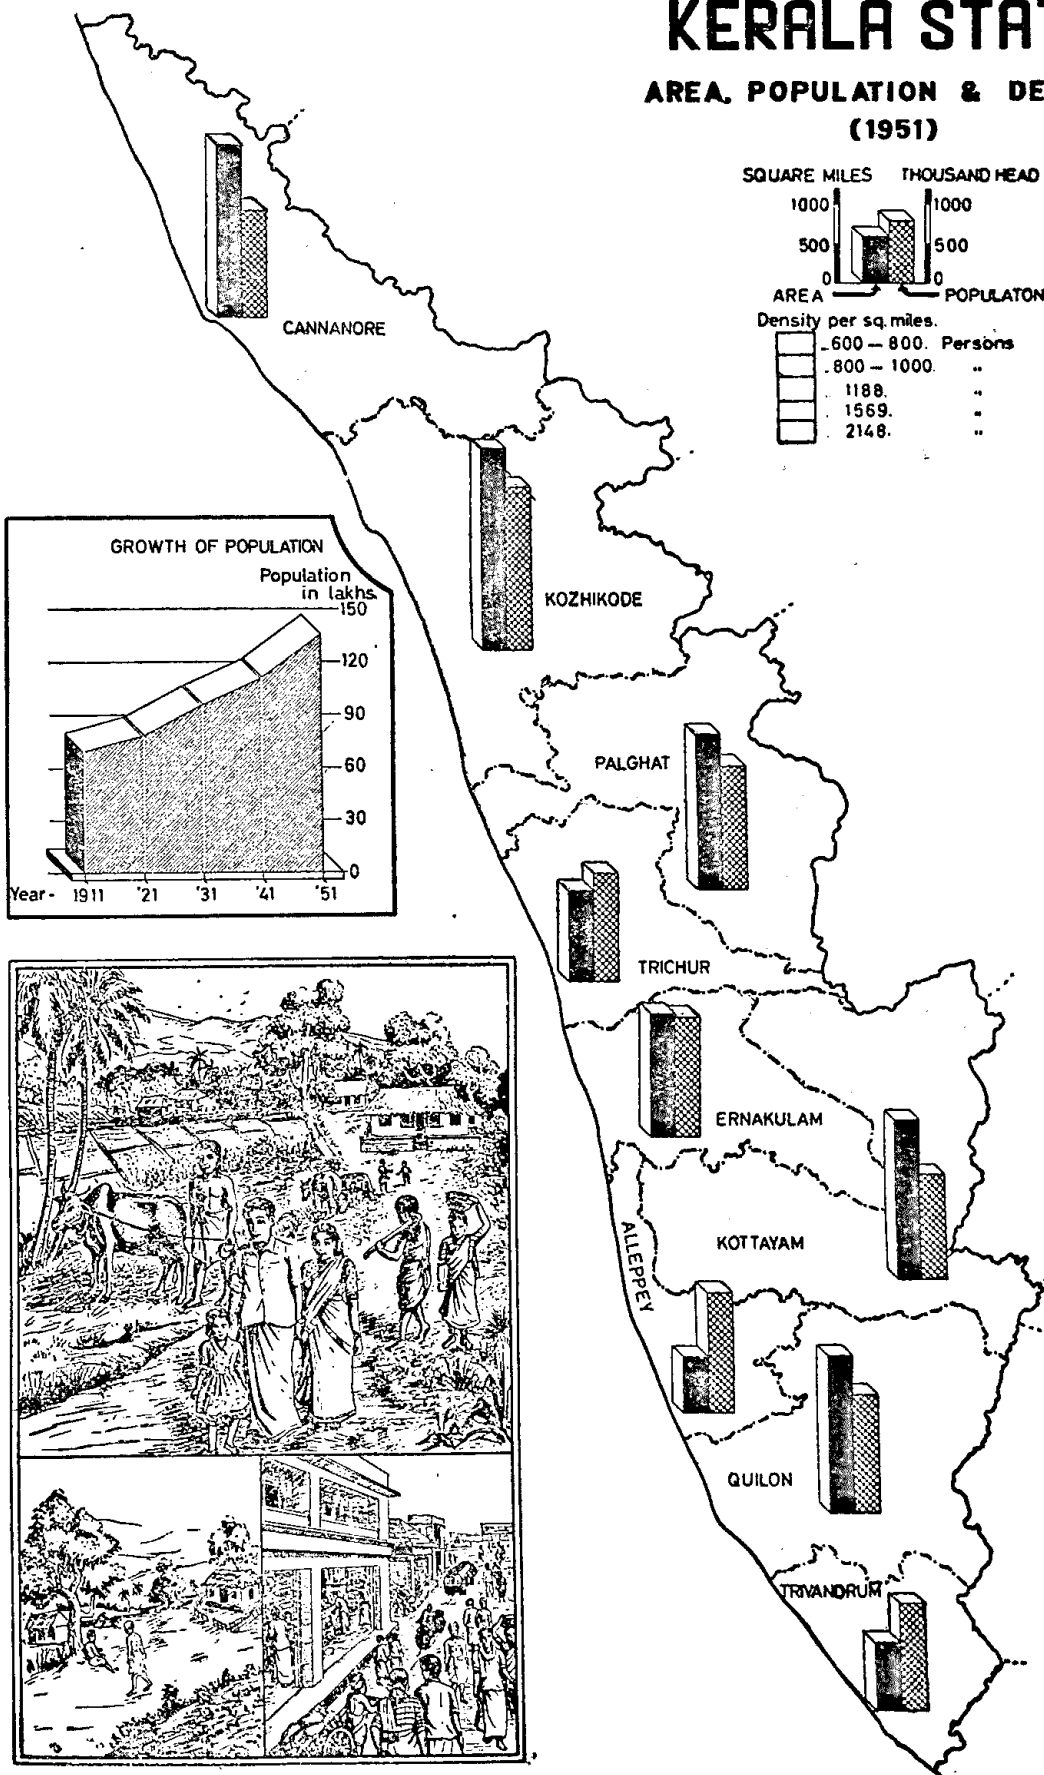 KERALA STAT
AREA, POPULATION & DE
(1951)
SQUARE MILES THOUSAND HEAD
1000 1000
500 500
0 0
AREA POPULATON
Density per sq. miles.
600 — 800. Persons
800 — 1000. "
1188. "
1569. "
2148. "
CANNANORE
KOZHIKODE
GROWTH OF POPULATION
Population
in lakhs.
150
120
90
60
30
0
Year - 1911 '21 '31 '41 '51
PALGHAT
TRICHUR
ERNAKULAM
ALLEPPEY
KOTTAYAM
QUILON
TRIVANDRUM